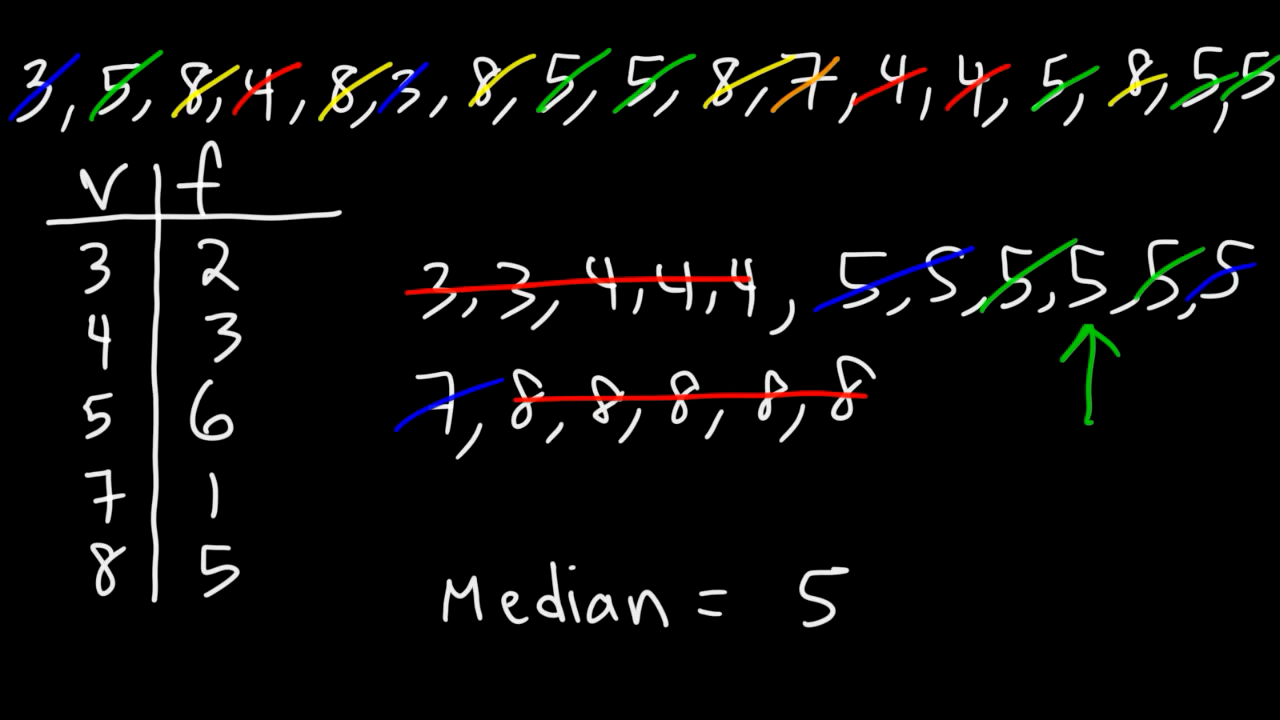 3, 5, 8, 4, 8, 3, 8, 5, 5, 8, 7, 4, 4, 5, 8, 5, 5
v f
3 2
4 3
5 6
7 1
8 5
3, 3, 4, 4, 4, 5, 5, 5, 5, 5, 5
7, 8, 8, 8, 8, 8
Median = 5